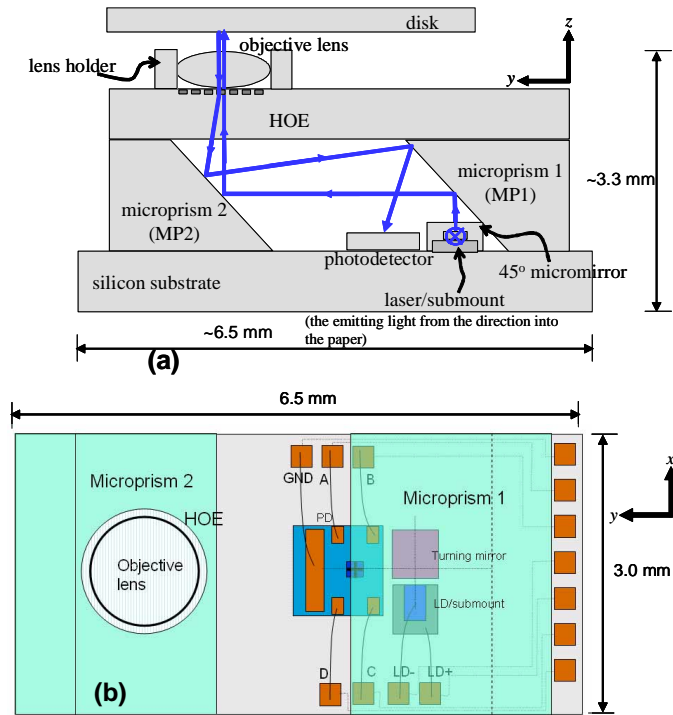 disk
z
objective lens
lens holder
y
HOE
microprism 1
(MP1)
~3.3 mm
microprism 2
(MP2)
photodetector
45° micromirror
silicon substrate
laser/submount
(the emitting light from the direction into
the paper)
~6.5 mm
(a)
6.5 mm
GND
A
B
x
Microprism 2
Microprism 1
y
HOE
PD
Objective
lens
Turning mirror
3.0 mm
LD/submount
D
C
LD-
LD+
(b)